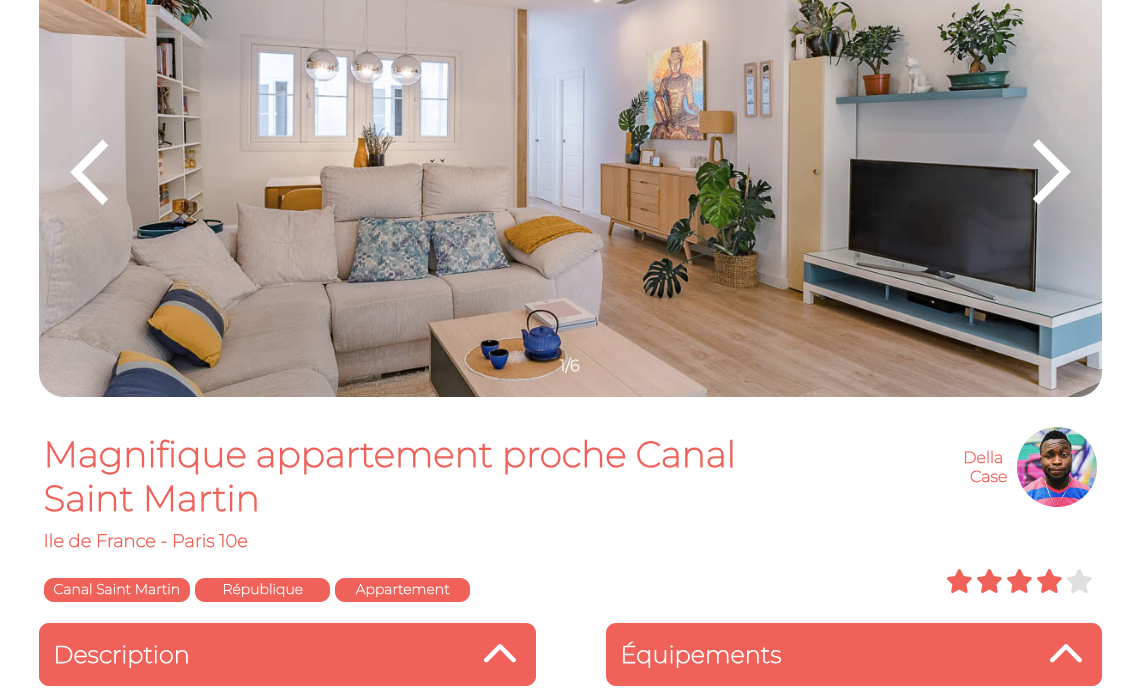 1/6
Magnifique appartement proche Canal
Saint Martin
Ile de France - Paris 10e
Della
Case
Canal Saint Martin
République
Appartement
Description
Équipements